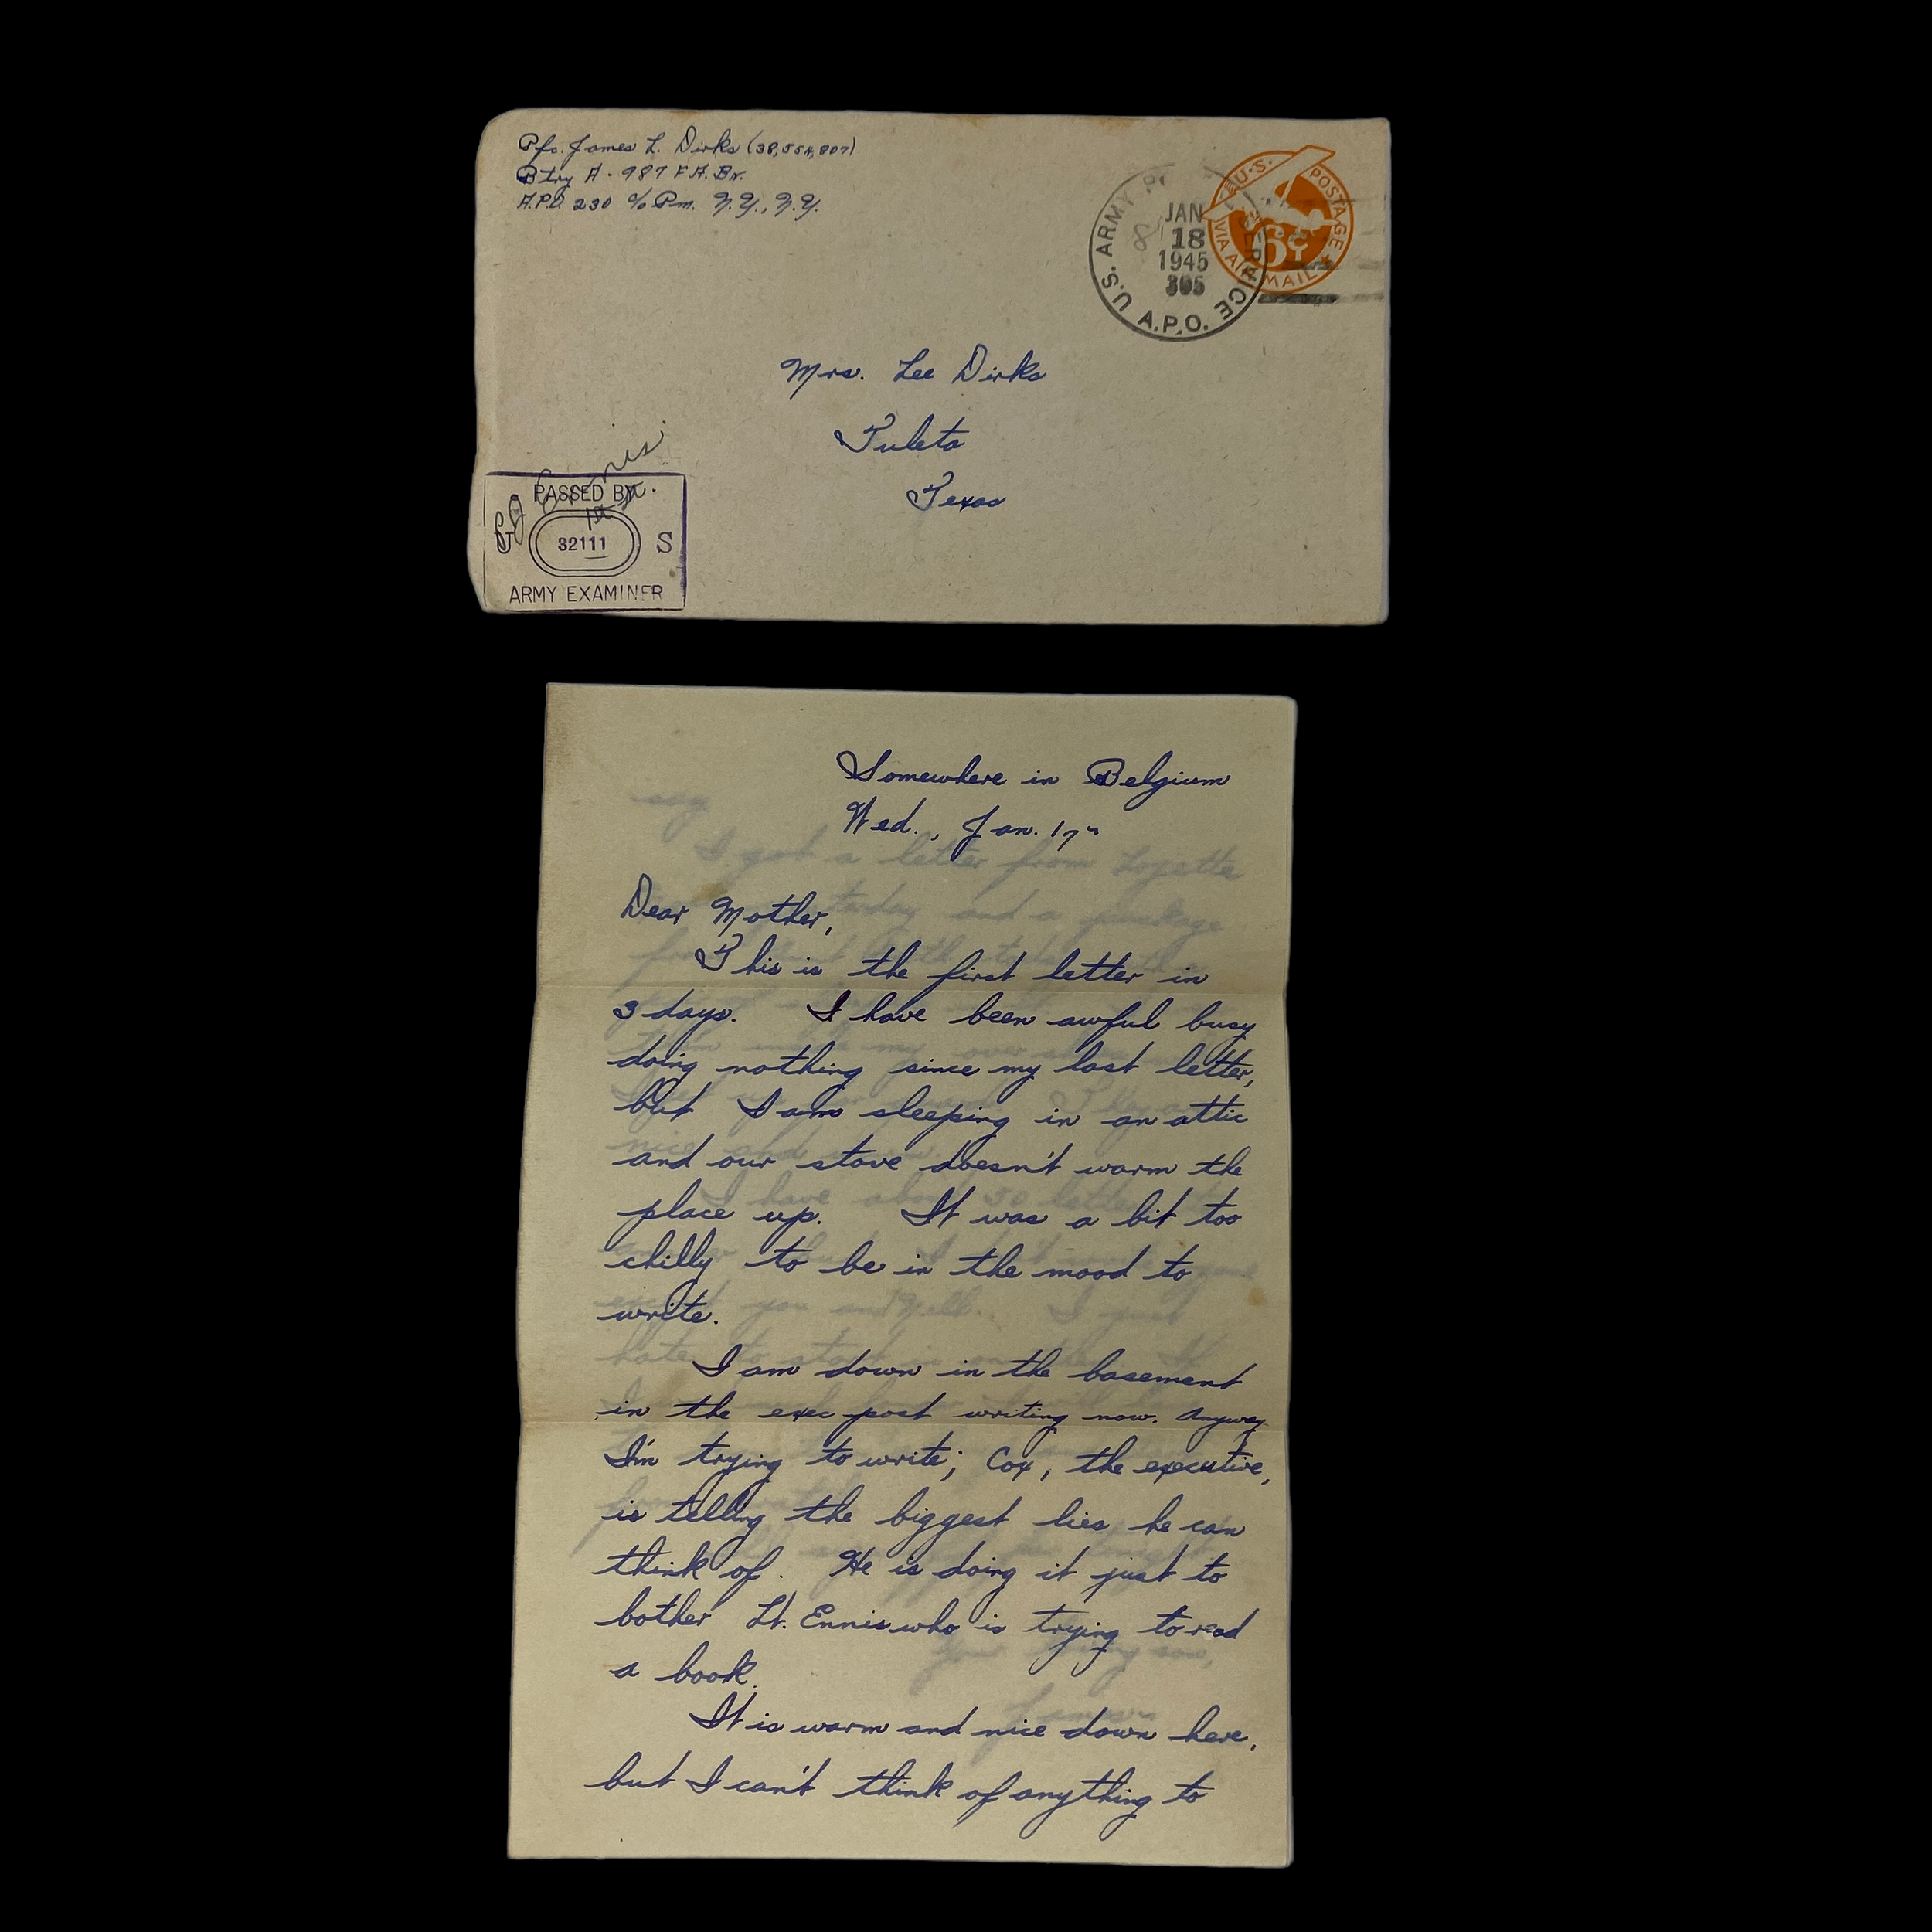 Pfc. James L. Dirks (38,554,807)
Btry A - 987 F.A. Bn.
A.P.O. 230 c/o Pm. N.Y., N.Y.
U.S. ARMY
JAN
18
1945
305
A.P.O.
U.S. POSTAGE
6¢
VIA AIR MAIL
Mrs. Lee Dirks
Tuleta
Texas
Ennis
1st Lt.
PASSED BY
32111
S
ARMY EXAMINER
Somewhere in Belgium
Wed., Jan. 17th
Dear Mother,
This is the first letter in
3 days. I have been awful busy
doing nothing since my last letter,
but I am sleeping in an attic
and our stove doesn't warm the
place up. It was a bit too
chilly to be in the mood to
write.
I am down in the basement
in the exec post writing now. Anyway
I'm trying to write; Cox, the executive,
is telling the biggest lies he can
think of. He is doing it just to
bother Lt. Ennis who is trying to read
a book.
It is warm and nice down here,
but I can't think of anything to